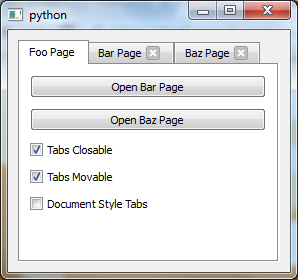 python
Foo Page Bar Page Baz Page
Open Bar Page
Open Baz Page
Tabs Closable
Tabs Movable
Document Style Tabs